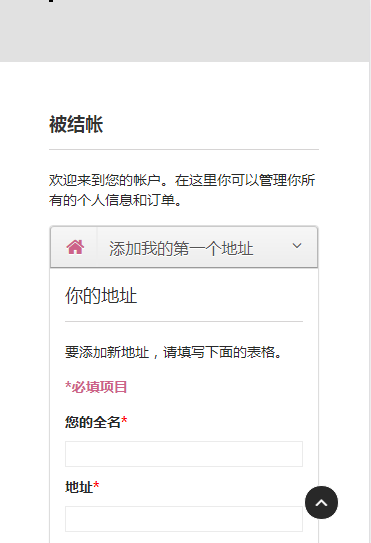 被结帐
欢迎来到您的帐户。在这里你可以管理你所
有的个人信息和订单。
添加我的第一个地址
你的地址
要添加新地址，请填写下面的表格。
*必填项目
您的全名*
地址*